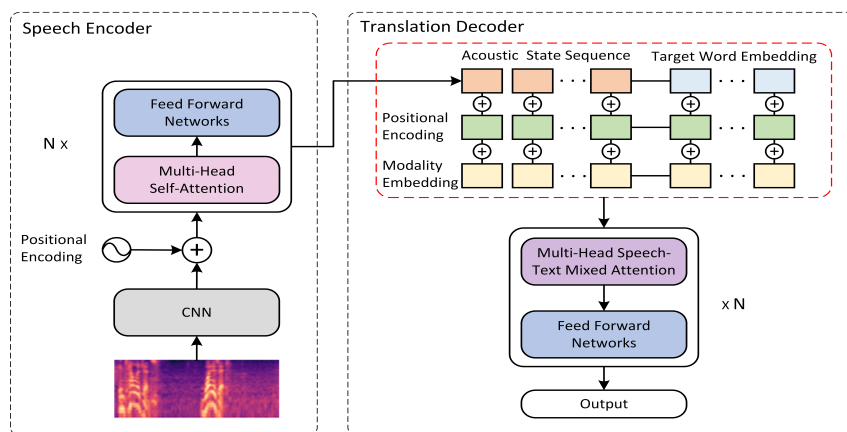 Speech Encoder
Feed Forward
Networks
N x
Multi-Head
Self-Attention
Positional
Encoding
CNN
Translation Decoder
Acoustic State Sequence
Target Word Embedding
Positional
Encoding
Modality
Embedding
Multi-Head Speech-
Text Mixed Attention
x N
Feed Forward
Networks
Output